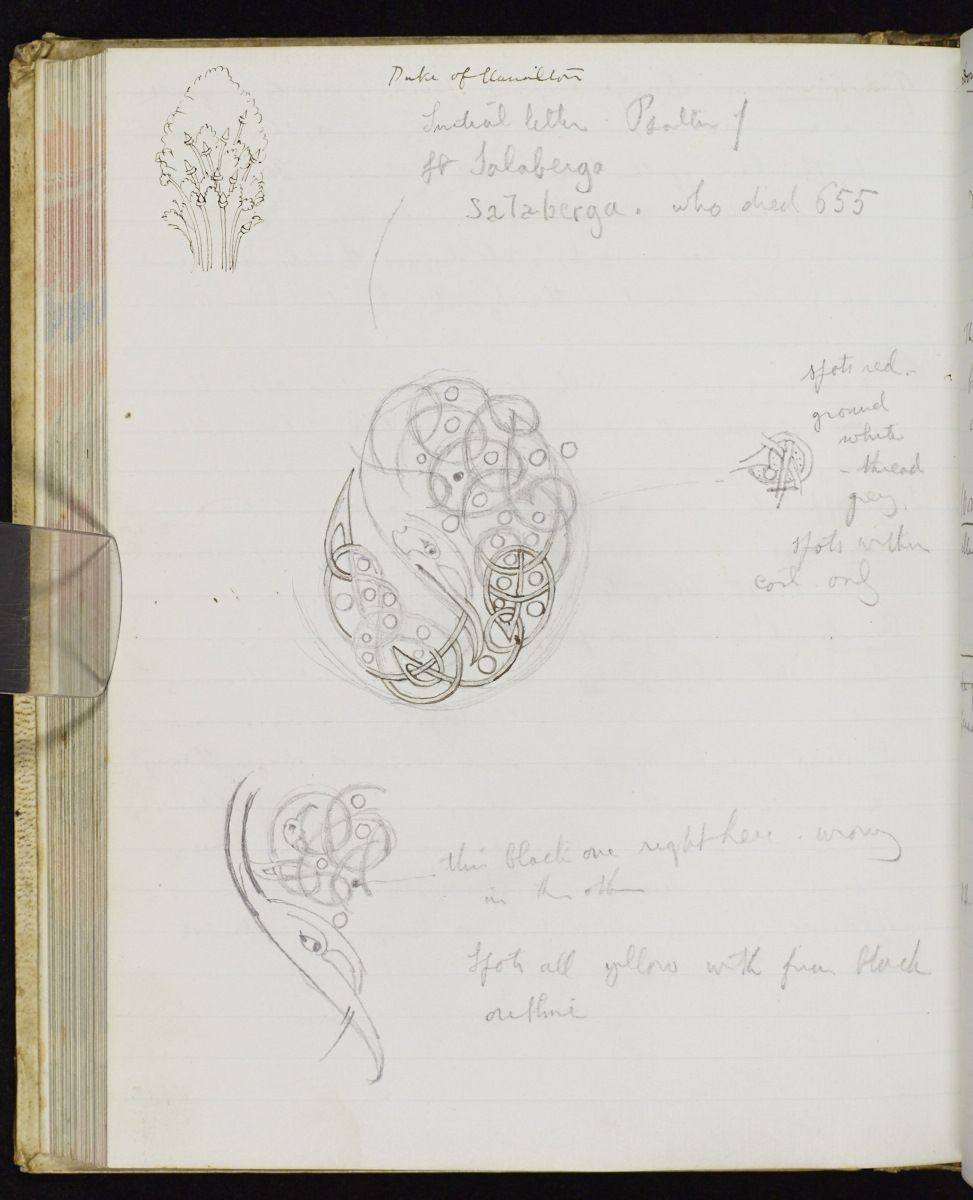 Duke of Hamilton
Initial letter Psalter of
St Salaberga
Salaberga. who died 655
spots red -
ground
white
- thread
grey.
spots within
coil only
this black one right here - wrong
in the other
Spots all yellow with firm black
outline